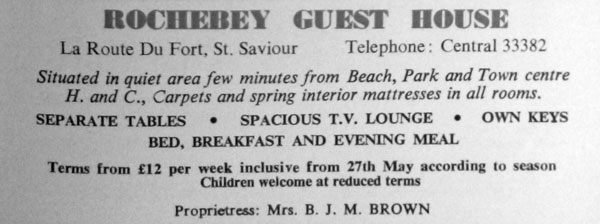 ROCHEBEY GUEST HOUSE
La Route Du Fort, St. Saviour Telephone: Central 33382
Situated in quiet area few minutes from Beach, Park and Town centre
H. and C., Carpets and spring interior mattresses in all rooms.
SEPARATE TABLES • SPACIOUS T.V. LOUNGE • OWN KEYS
BED, BREAKFAST AND EVENING MEAL
Terms from £12 per week inclusive from 27th May according to season
Children welcome at reduced terms
Proprietress: Mrs. B. J. M. BROWN